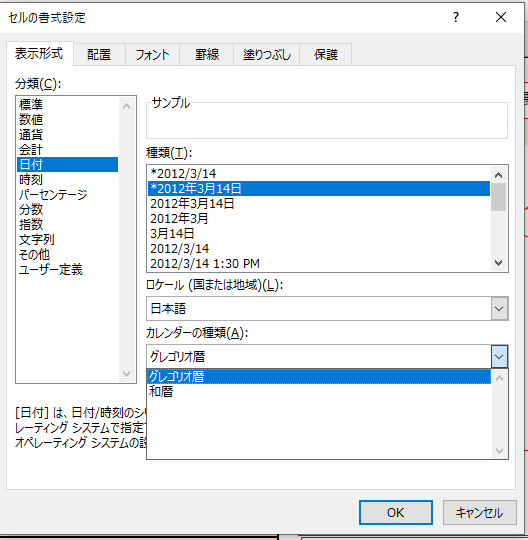 セルの書式設定
?
表示形式 配置 フォント 罫線 塗りつぶし 保護
分類(C):
標準
数値
通貨
会計
日付
時刻
パーセンテージ
分数
指数
文字列
その他
ユーザー定義
サンプル
種類(T):
*2012/3/14
*2012年3月14日
2012年3月14日
2012年3月
3月14日
2012/3/14
2012/3/14 1:30 PM
ロケール (国または地域)(L):
日本語
カレンダーの種類(A):
グレゴリオ暦
グレゴリオ暦
和暦
[日付] は、日付/時刻のシリ
レーティング システムで指定
オペレーティング システムの設
OK キャンセル